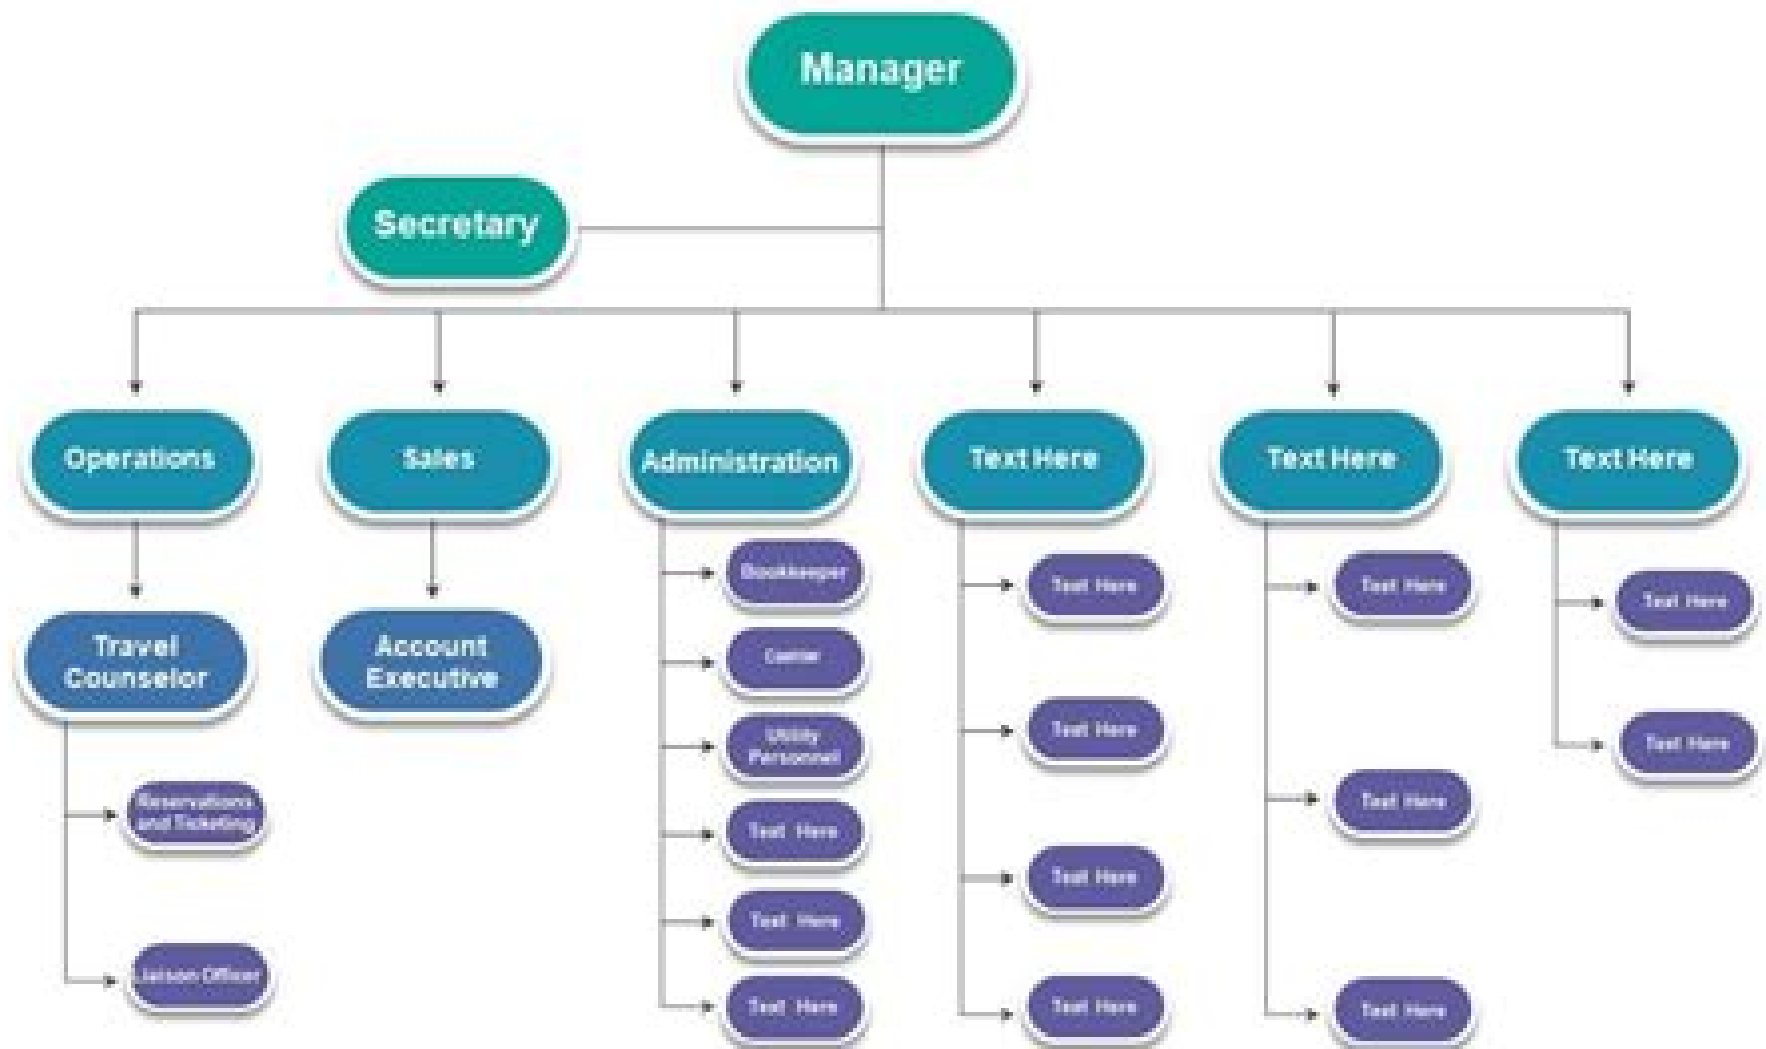 Manager
Secretary
Operations
Sales
Administration
Text Here
Text Here
Text Here
Travel
Counselor
Account
Executive
Reservations
and Ticketing
Liaison Officer
Bookkeeper
Utility
Personnel
Text Here
Text Here
Text Here
Text Here
Text Here
Text Here
Text Here
Text Here
Text Here
Text Here
Text Here
Text Here